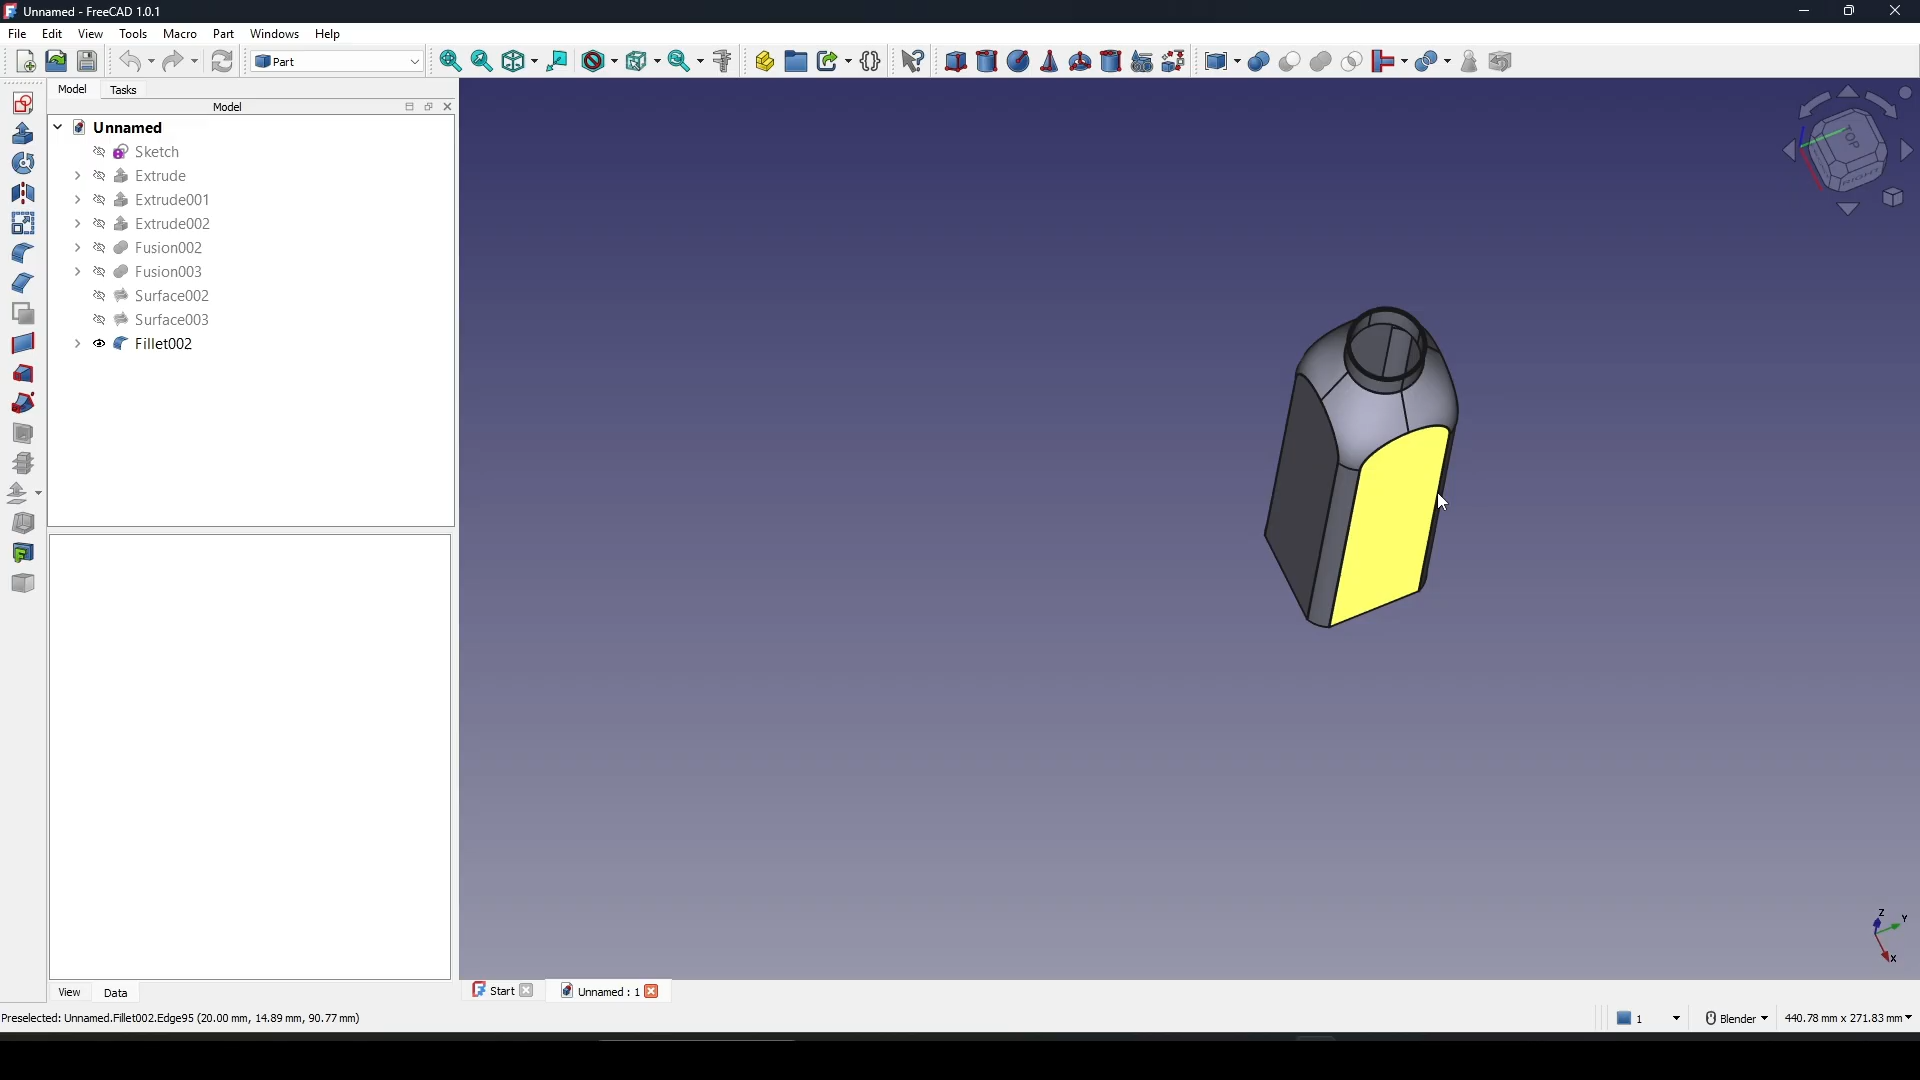 Unnamed - FreeCAD 1.0.1
File Edit View Tools Macro Part Windows Help
Part
Model Tasks
Model
Unnamed
Sketch
Extrude
Extrude001
Extrude002
Fusion002
Fusion003
Surface002
Surface003
Fillet002
TOP
RIGHT
Z
Y
X
View Data
Start Unnamed : 1
Preselected: Unnamed.Fillet002.Edge95 (20.00 mm, 14.89 mm, 90.77 mm)
1 Blender 440.78 mm x 271.83 mm